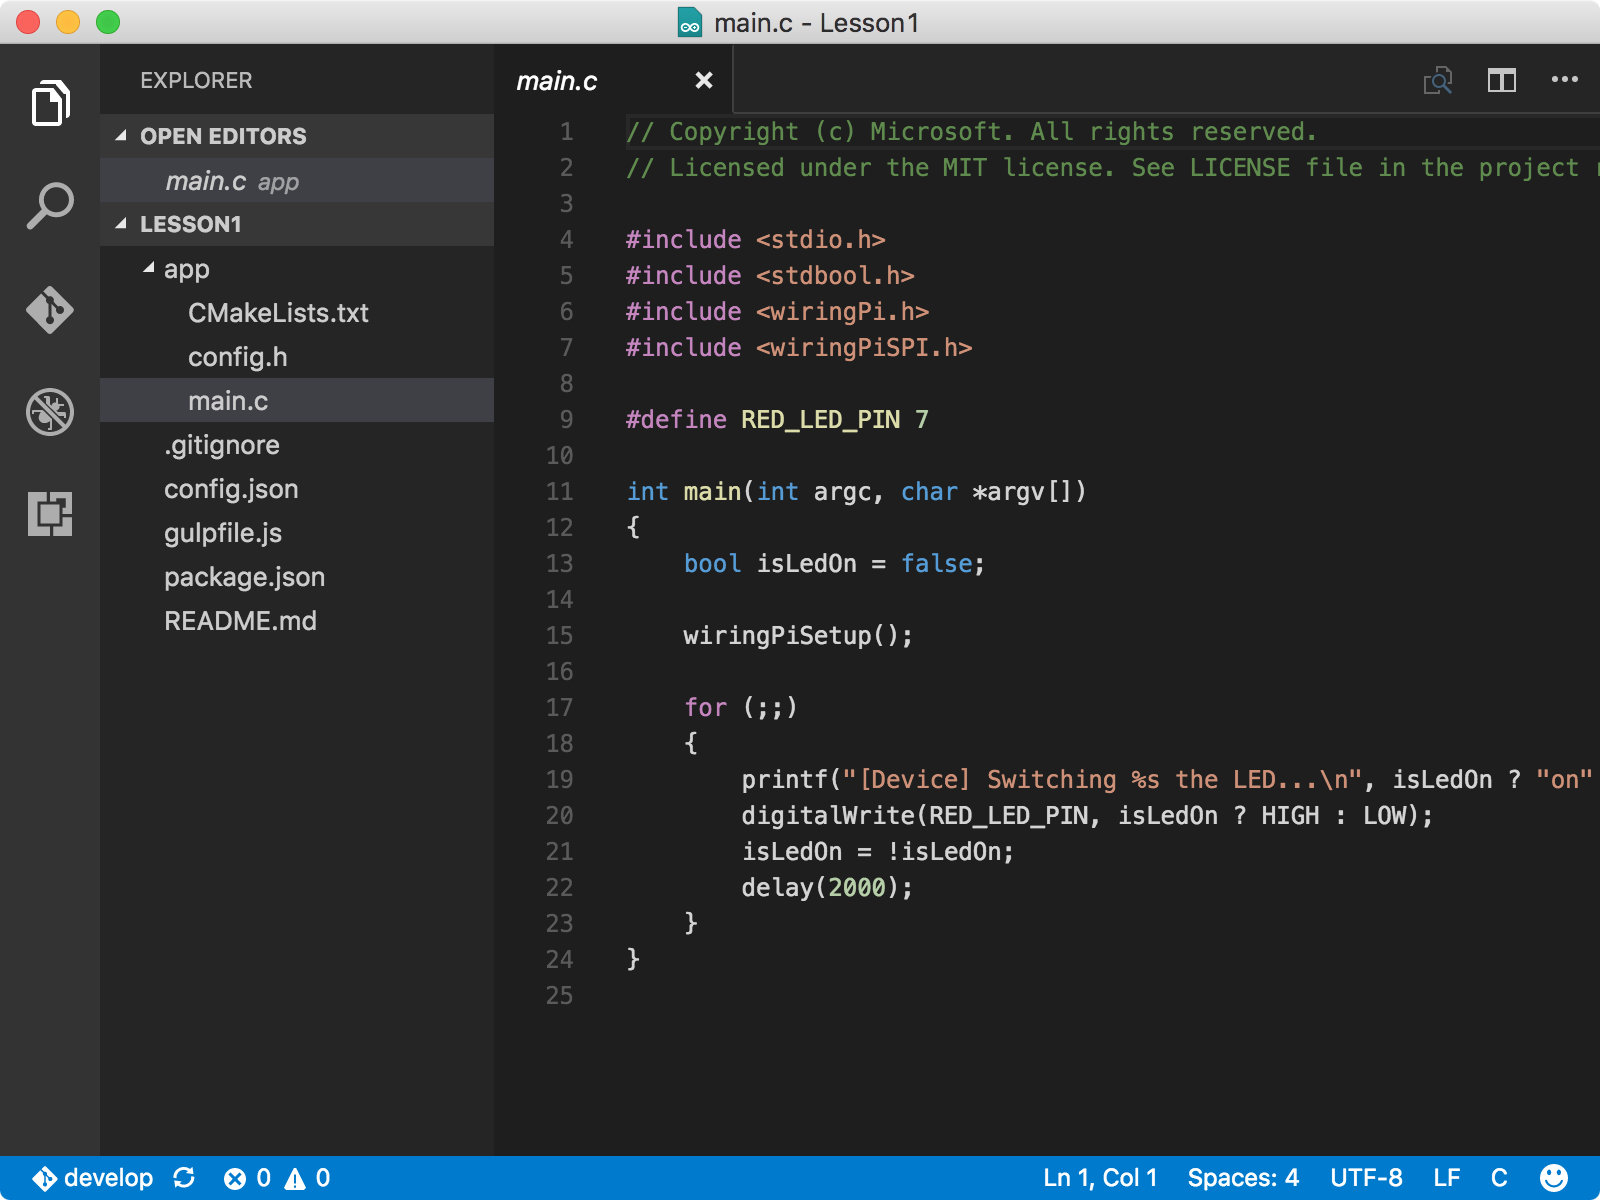 main.c - Lesson1
EXPLORER
OPEN EDITORS
main.c app
LESSON1
app
CMakeLists.txt
config.h
main.c
.gitignore
config.json
gulpfile.js
package.json
README.md
main.c
1 // Copyright (c) Microsoft. All rights reserved.
2 // Licensed under the MIT license. See LICENSE file in the project
3
4 #include <stdio.h>
5 #include <stdbool.h>
6 #include <wiringPi.h>
7 #include <wiringPiSPI.h>
8
9 #define RED_LED_PIN 7
10
11 int main(int argc, char *argv[])
12 {
13     bool isLedOn = false;
14
15     wiringPiSetup();
16
17     for (;;)
18     {
19         printf("[Device] Switching %s the LED...\n", isLedOn ? "on"
20         digitalWrite(RED_LED_PIN, isLedOn ? HIGH : LOW);
21         isLedOn = !isLedOn;
22         delay(2000);
23     }
24 }
25
develop 0 0 Ln 1, Col 1 Spaces: 4 UTF-8 LF C